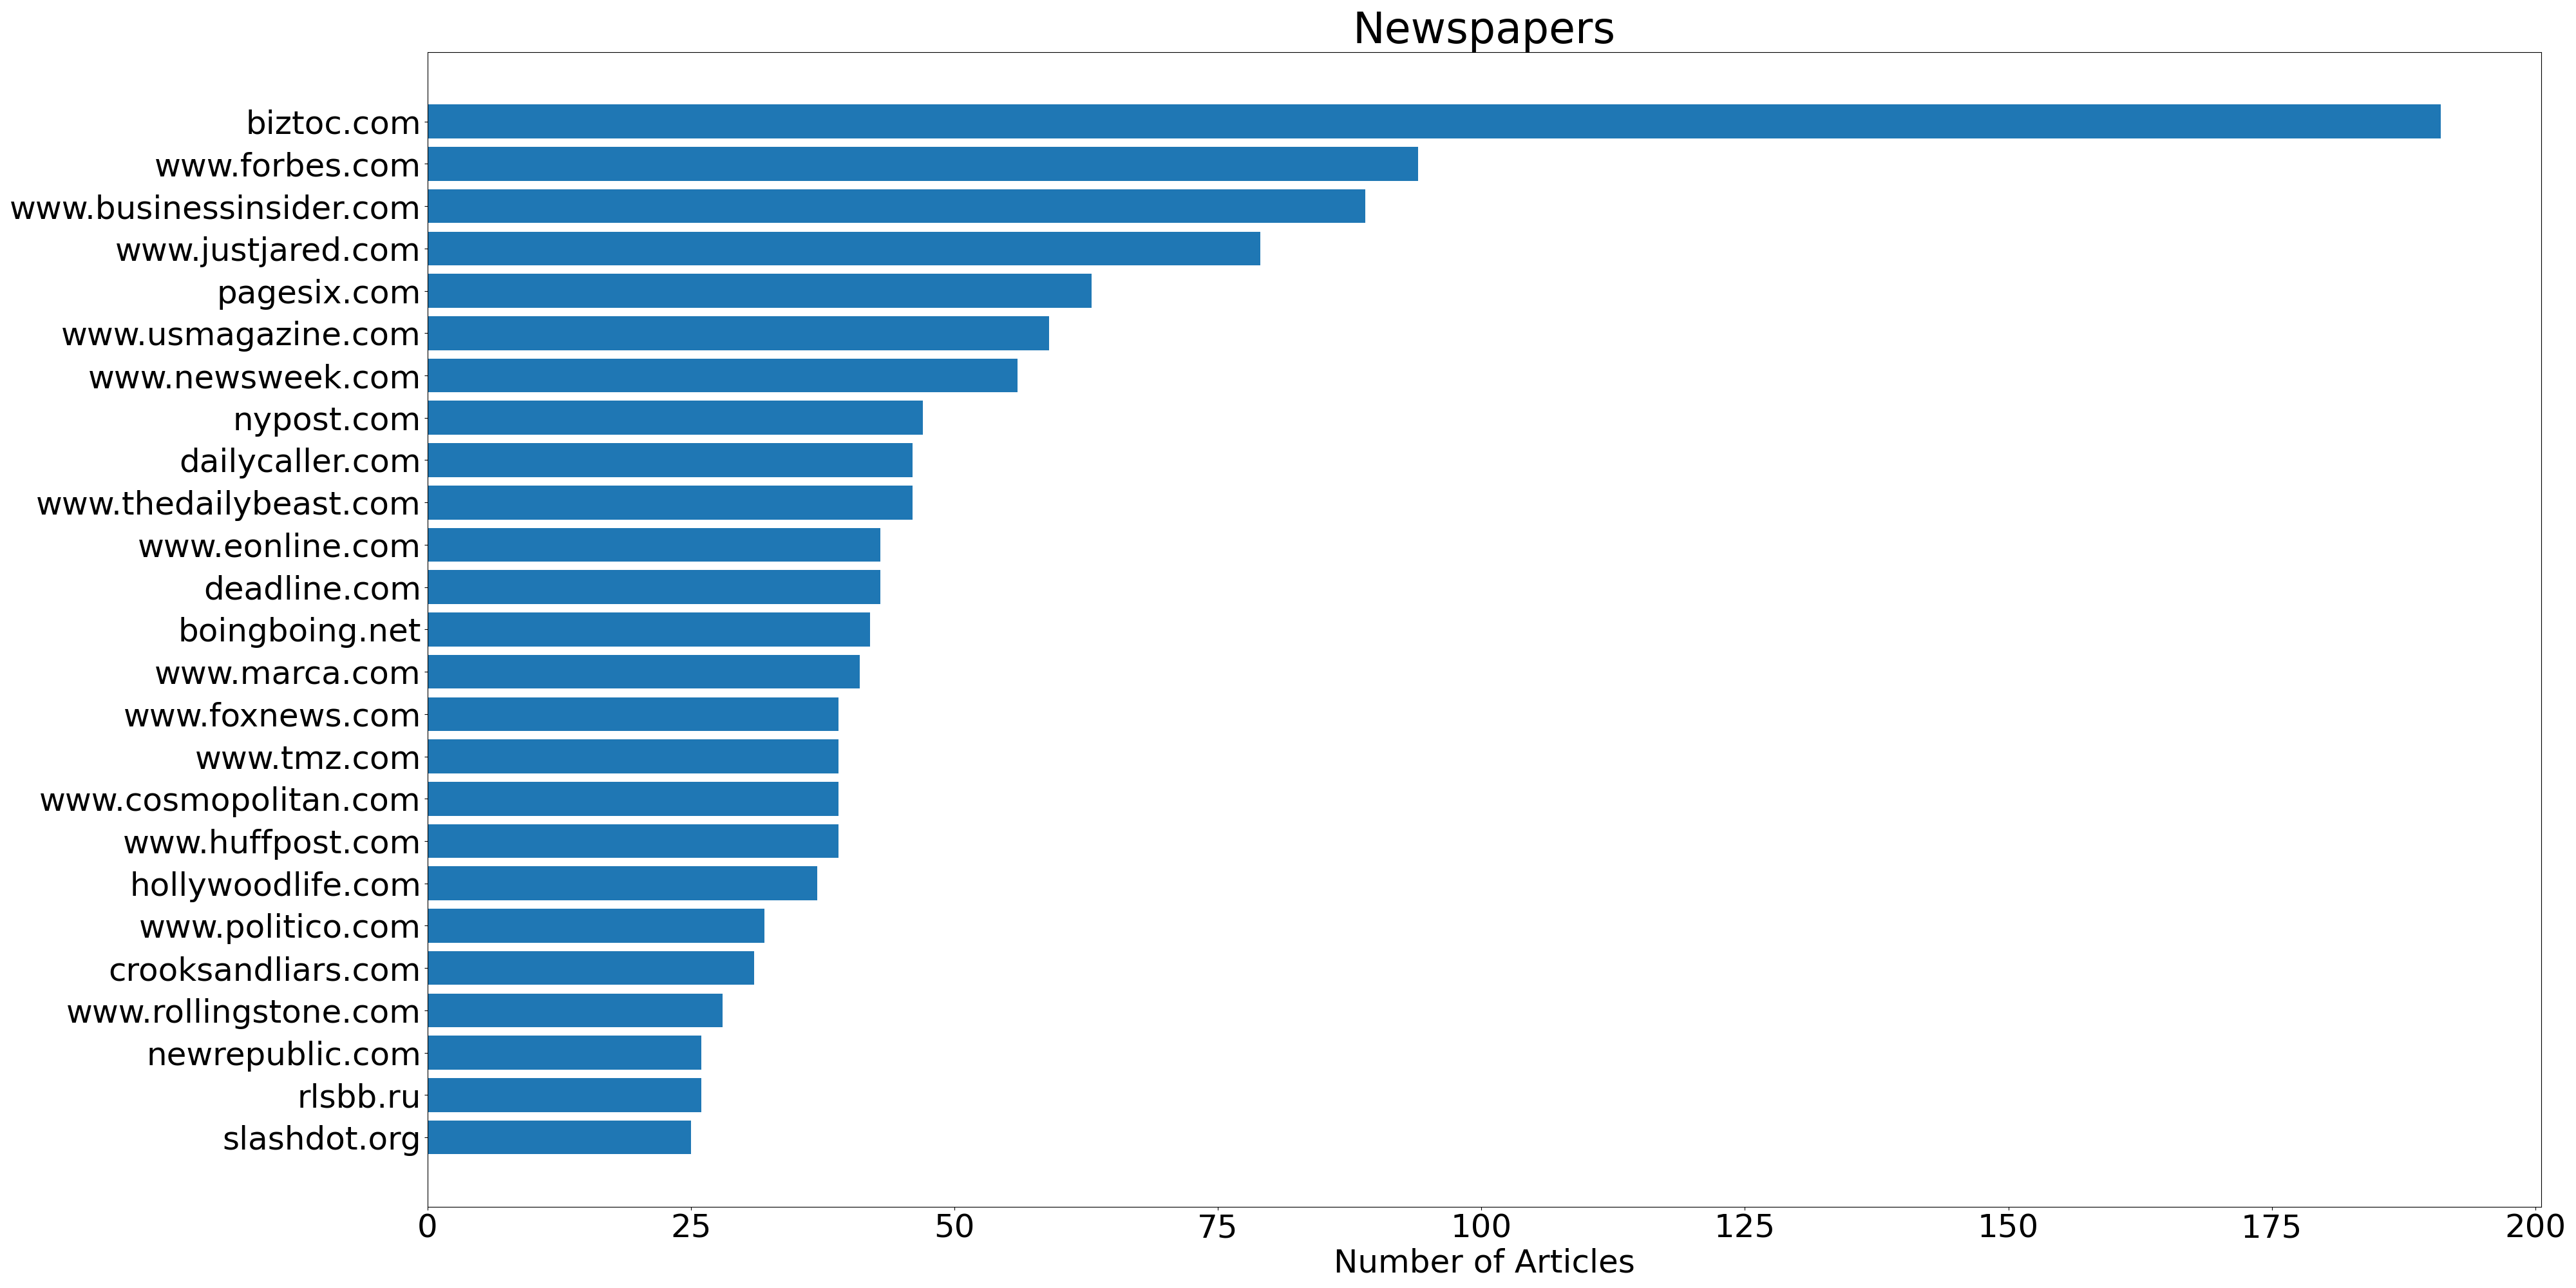 Newspapers
biztoc.com
www.forbes.com
www.businessinsider.com
www.justjared.com
pagesix.com
www.usmagazine.com
www.newsweek.com
nypost.com
dailycaller.com
www.thedailybeast.com
www.eonline.com
deadline.com
boingboing.net
www.marca.com
www.foxnews.com
www.tmz.com
www.cosmopolitan.com
www.huffpost.com
hollywoodlife.com
www.politico.com
crooksandliars.com
www.rollingstone.com
newrepublic.com
rlsbb.ru
slashdot.org
0 25 50 75 100 125 150 175 200
Number of Articles